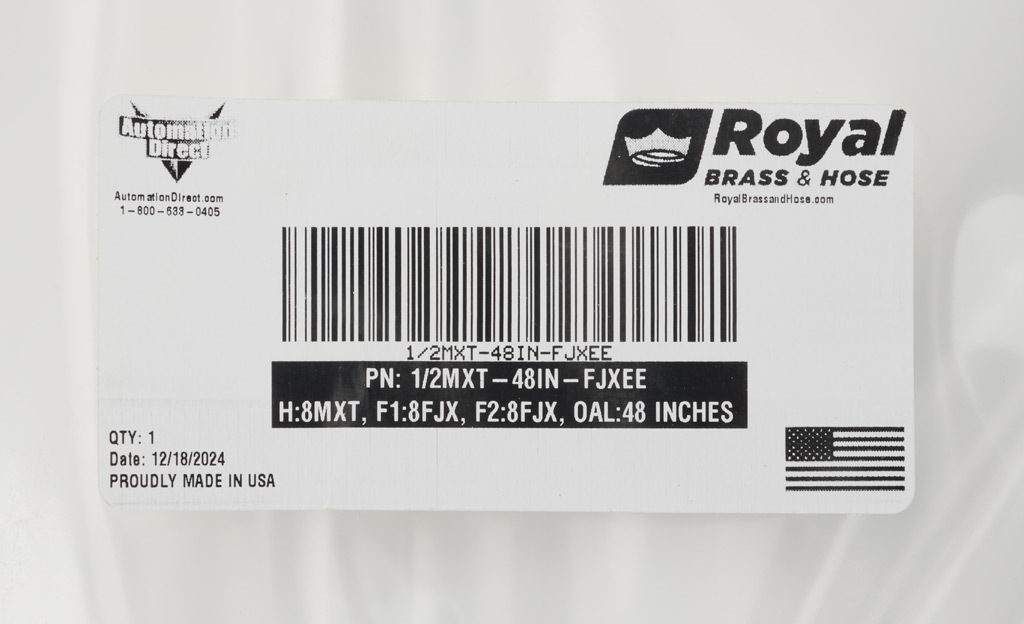 Automation
Direct
AutomationDirect.com
1-800-633-0405
Royal
BRASS & HOSE
RoyalBrassandHose.com
1/2MXT-48IN-FJXEE
PN: 1/2MXT-48IN-FJXEE
H:8MXT, F1:8FJX, F2:8FJX, OAL:48 INCHES
QTY: 1
Date: 12/18/2024
PROUDLY MADE IN USA